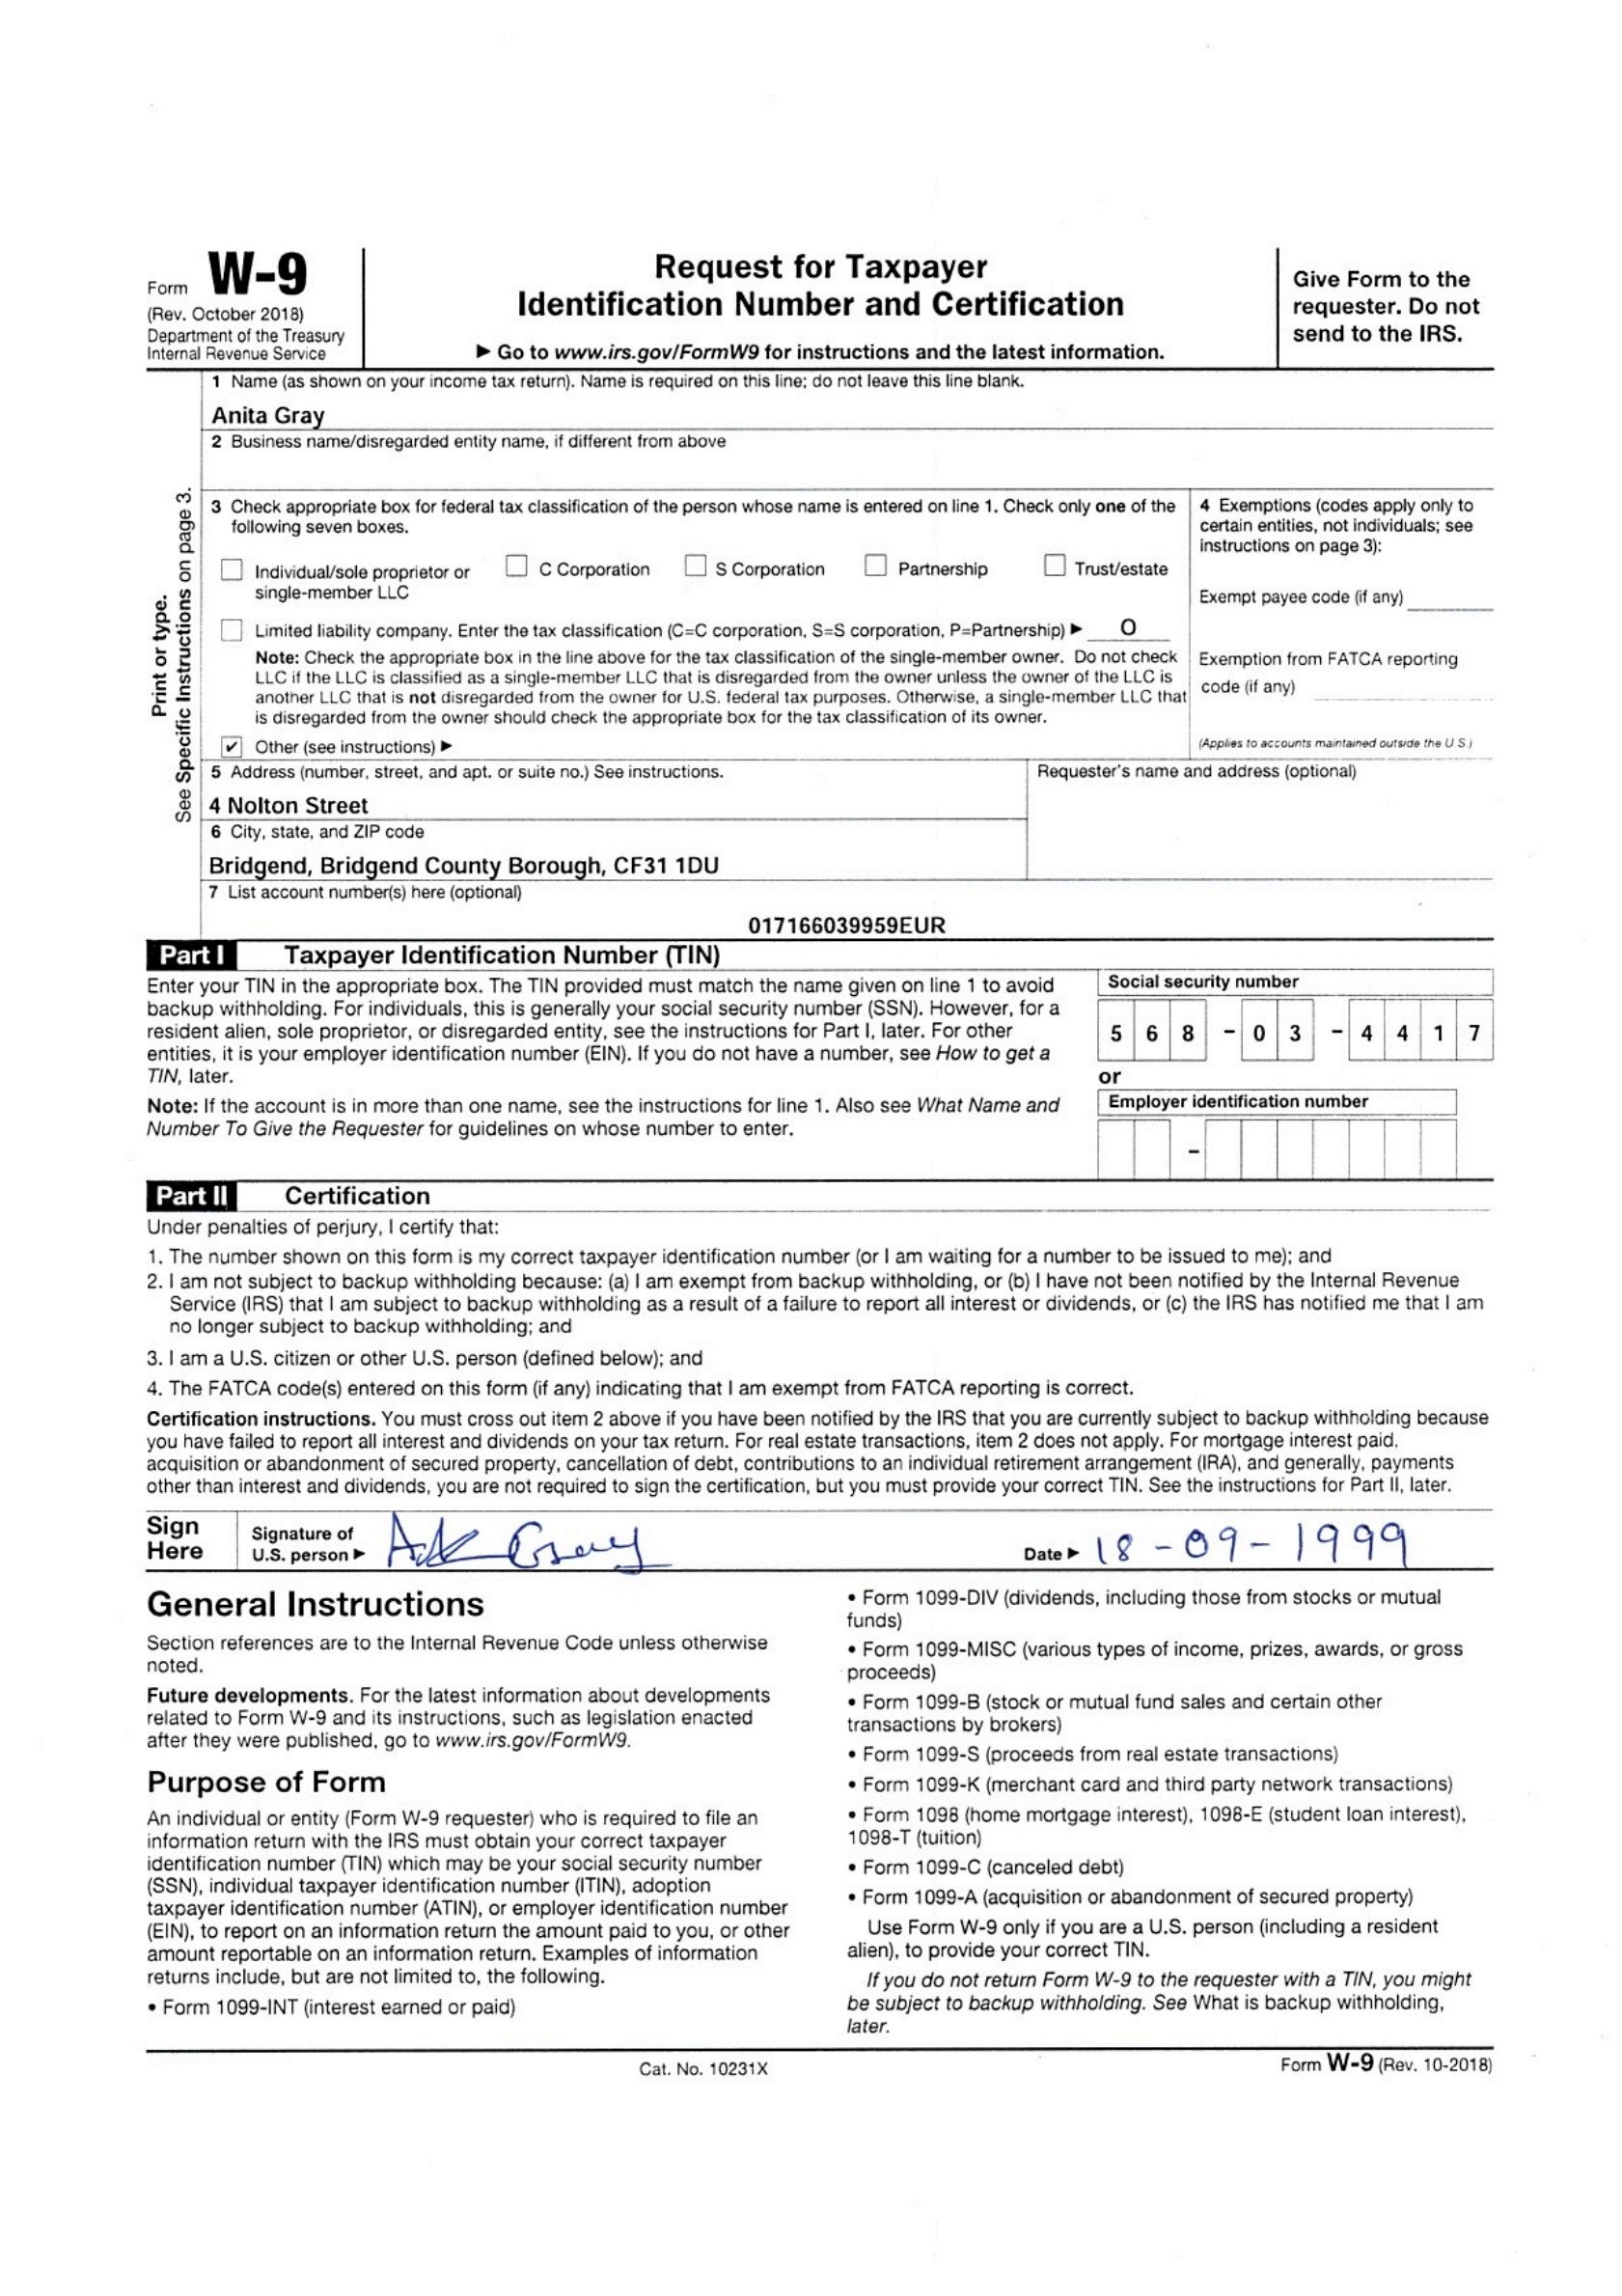 Form W-9
(Rev. October 2018)
Department of the Treasury
Internal Revenue Service
Request for Taxpayer
Identification Number and Certification
▶ Go to www.irs.gov/FormW9 for instructions and the latest information.
Give Form to the
requester. Do not
send to the IRS.
Print or type.
See Specific Instructions on page 3.
1 Name (as shown on your income tax return). Name is required on this line; do not leave this line blank.
Anita Gray
2 Business name/disregarded entity name, if different from above
3 Check appropriate box for federal tax classification of the person whose name is entered on line 1. Check only one of the
following seven boxes.
☐ Individual/sole proprietor or ☐ C Corporation ☐ S Corporation ☐ Partnership ☐ Trust/estate
single-member LLC
☐ Limited liability company. Enter the tax classification (C=C corporation, S=S corporation, P=Partnership) ▶ O
Note: Check the appropriate box in the line above for the tax classification of the single-member owner. Do not check
LLC if the LLC is classified as a single-member LLC that is disregarded from the owner unless the owner of the LLC is
another LLC that is not disregarded from the owner for U.S. federal tax purposes. Otherwise, a single-member LLC that
is disregarded from the owner should check the appropriate box for the tax classification of its owner.
☑ Other (see instructions) ▶
4 Exemptions (codes apply only to
certain entities, not individuals; see
instructions on page 3):
Exempt payee code (if any)
Exemption from FATCA reporting
code (if any)
(Applies to accounts maintained outside the U.S.)
5 Address (number, street, and apt. or suite no.) See instructions.
4 Nolton Street
6 City, state, and ZIP code
Bridgend, Bridgend County Borough, CF31 1DU
Requester's name and address (optional)
7 List account number(s) here (optional)
017166039959EUR
Part I Taxpayer Identification Number (TIN)
Enter your TIN in the appropriate box. The TIN provided must match the name given on line 1 to avoid
backup withholding. For individuals, this is generally your social security number (SSN). However, for a
resident alien, sole proprietor, or disregarded entity, see the instructions for Part I, later. For other
entities, it is your employer identification number (EIN). If you do not have a number, see How to get a
TIN, later.
Note: If the account is in more than one name, see the instructions for line 1. Also see What Name and
Number To Give the Requester for guidelines on whose number to enter.
Social security number
5 6 8 - 0 3 - 4 4 1 7
or
Employer identification number
-
Part II Certification
Under penalties of perjury, I certify that:
1. The number shown on this form is my correct taxpayer identification number (or I am waiting for a number to be issued to me); and
2. I am not subject to backup withholding because: (a) I am exempt from backup withholding, or (b) I have not been notified by the Internal Revenue
Service (IRS) that I am subject to backup withholding as a result of a failure to report all interest or dividends, or (c) the IRS has notified me that I am
no longer subject to backup withholding; and
3. I am a U.S. citizen or other U.S. person (defined below); and
4. The FATCA code(s) entered on this form (if any) indicating that I am exempt from FATCA reporting is correct.
Certification instructions. You must cross out item 2 above if you have been notified by the IRS that you are currently subject to backup withholding because
you have failed to report all interest and dividends on your tax return. For real estate transactions, item 2 does not apply. For mortgage interest paid,
acquisition or abandonment of secured property, cancellation of debt, contributions to an individual retirement arrangement (IRA), and generally, payments
other than interest and dividends, you are not required to sign the certification, but you must provide your correct TIN. See the instructions for Part II, later.
Sign
Here
Signature of
U.S. person ▶ Gray
Date ▶ 18-09-1999
General Instructions
Section references are to the Internal Revenue Code unless otherwise
noted.
Future developments. For the latest information about developments
related to Form W-9 and its instructions, such as legislation enacted
after they were published, go to www.irs.gov/FormW9.
Purpose of Form
An individual or entity (Form W-9 requester) who is required to file an
information return with the IRS must obtain your correct taxpayer
identification number (TIN) which may be your social security number
(SSN), individual taxpayer identification number (ITIN), adoption
taxpayer identification number (ATIN), or employer identification number
(EIN), to report on an information return the amount paid to you, or other
amount reportable on an information return. Examples of information
returns include, but are not limited to, the following.
• Form 1099-INT (interest earned or paid)
• Form 1099-DIV (dividends, including those from stocks or mutual
funds)
• Form 1099-MISC (various types of income, prizes, awards, or gross
proceeds)
• Form 1099-B (stock or mutual fund sales and certain other
transactions by brokers)
• Form 1099-S (proceeds from real estate transactions)
• Form 1099-K (merchant card and third party network transactions)
• Form 1098 (home mortgage interest), 1098-E (student loan interest),
1098-T (tuition)
• Form 1099-C (canceled debt)
• Form 1099-A (acquisition or abandonment of secured property)
Use Form W-9 only if you are a U.S. person (including a resident
alien), to provide your correct TIN.
If you do not return Form W-9 to the requester with a TIN, you might
be subject to backup withholding. See What is backup withholding,
later.
Cat. No. 10231X
Form W-9 (Rev. 10-2018)